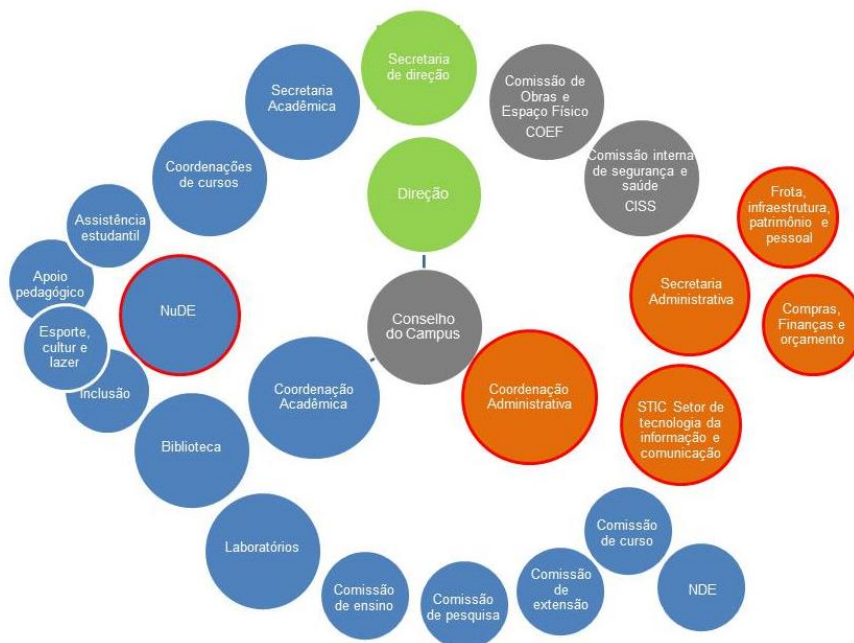 Secretaria
de direção
Secretaria
Acadêmica
Comissão de
Obras e
Espaço Físico
COEF
Coordenações
de cursos
Comissão interna
de segurança e
saúde
CISS
Direção
Frota,
infraestrutura,
patrimônio e
pessoal
Assistência
estudantil
Apoio
pedagógico
NuDE
Secretaria
Administrativa
Compras,
Finanças e
orçamento
Conselho
do Campus
Esporte,
cultur e
lazer
Inclusão
Coordenação
Acadêmica
Coordenação
Administrativa
STIC Setor de
tecnologia da
informação e
comunicação
Biblioteca
Laboratórios
Comissão
de curso
Comissão
de ensino
Comissão
de pesquisa
Comissão
de
extensão
NDE